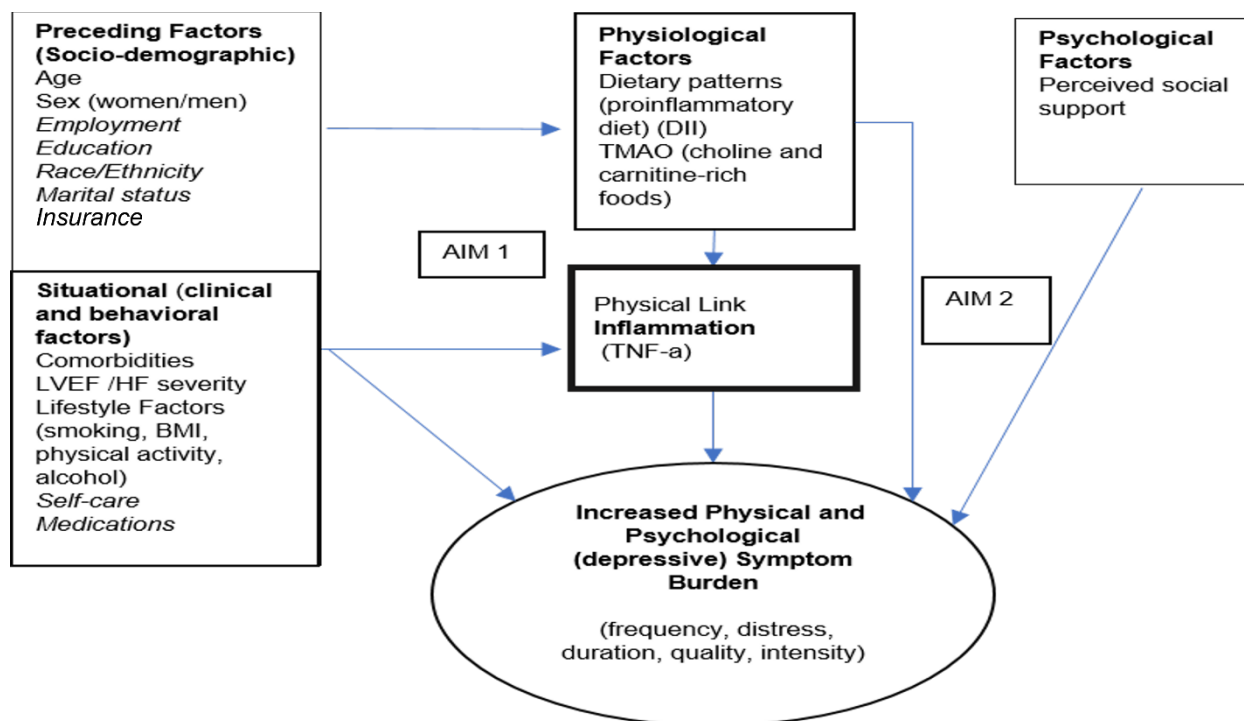 Preceding Factors
(Socio-demographic)
Age
Sex (women/men)
Employment
Education
Race/Ethnicity
Marital status
Insurance
Situational (clinical
and behavioral
factors)
Comorbidities
LVEF /HF severity
Lifestyle Factors
(smoking, BMI,
physical activity,
alcohol)
Self-care
Medications
Physiological
Factors
Dietary patterns
(proinflammatory
diet) (DII)
TMAO (choline and
carnitine-rich
foods)
AIM 1
Physical Link
Inflammation
(TNF-a)
AIM 2
Psychological
Factors
Perceived social
support
Increased Physical and
Psychological
(depressive) Symptom
Burden
(frequency, distress,
duration, quality, intensity)